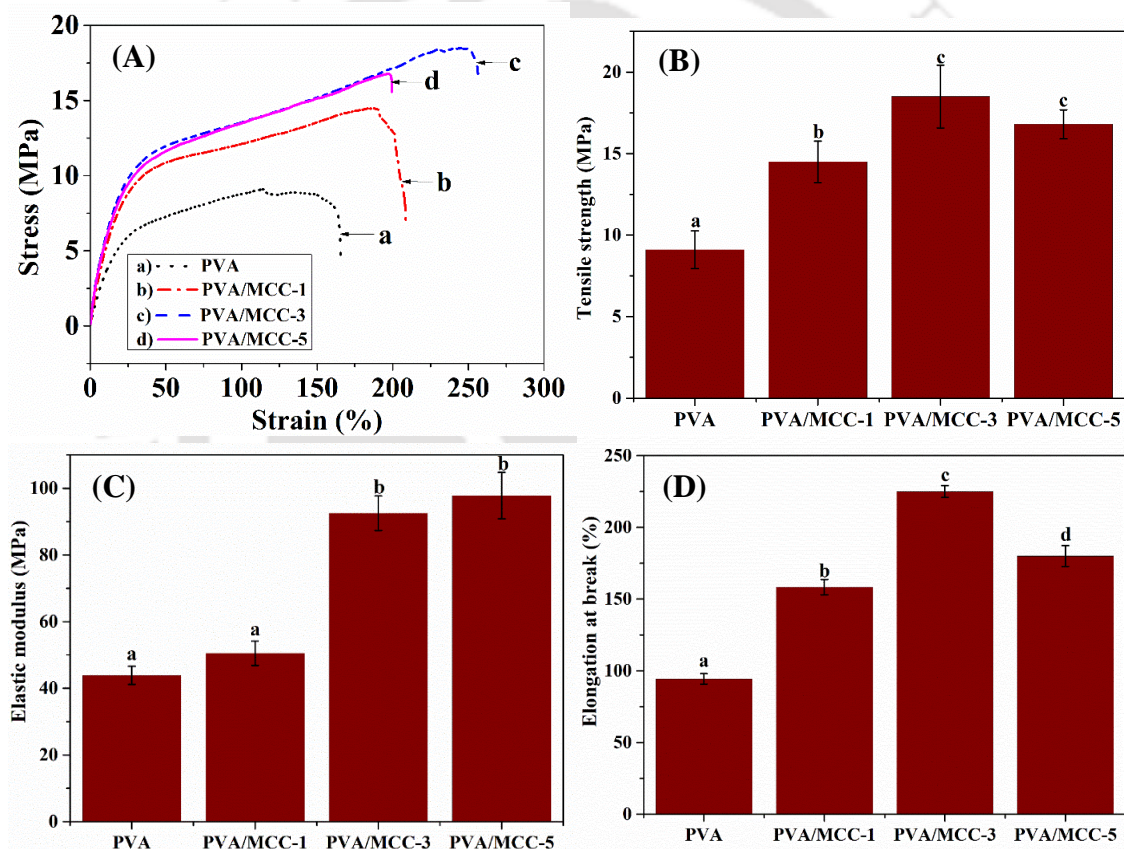 (A)
Stress (MPa)
20
15
10
5
0
c
d
b
a
a) PVA
b) PVA/MCC-1
c) PVA/MCC-3
d) PVA/MCC-5
0 50 100 150 200 250 300
Strain (%)
(B)
Tensile strength (MPa)
20
15
10
5
0
a
b
c
c
PVA PVA/MCC-1 PVA/MCC-3 PVA/MCC-5
(C)
Elastic modulus (MPa)
100
80
60
40
20
0
a
a
b
b
PVA PVA/MCC-1 PVA/MCC-3 PVA/MCC-5
(D)
Elongation at break (%)
250
200
150
100
50
0
a
b
c
d
PVA PVA/MCC-1 PVA/MCC-3 PVA/MCC-5